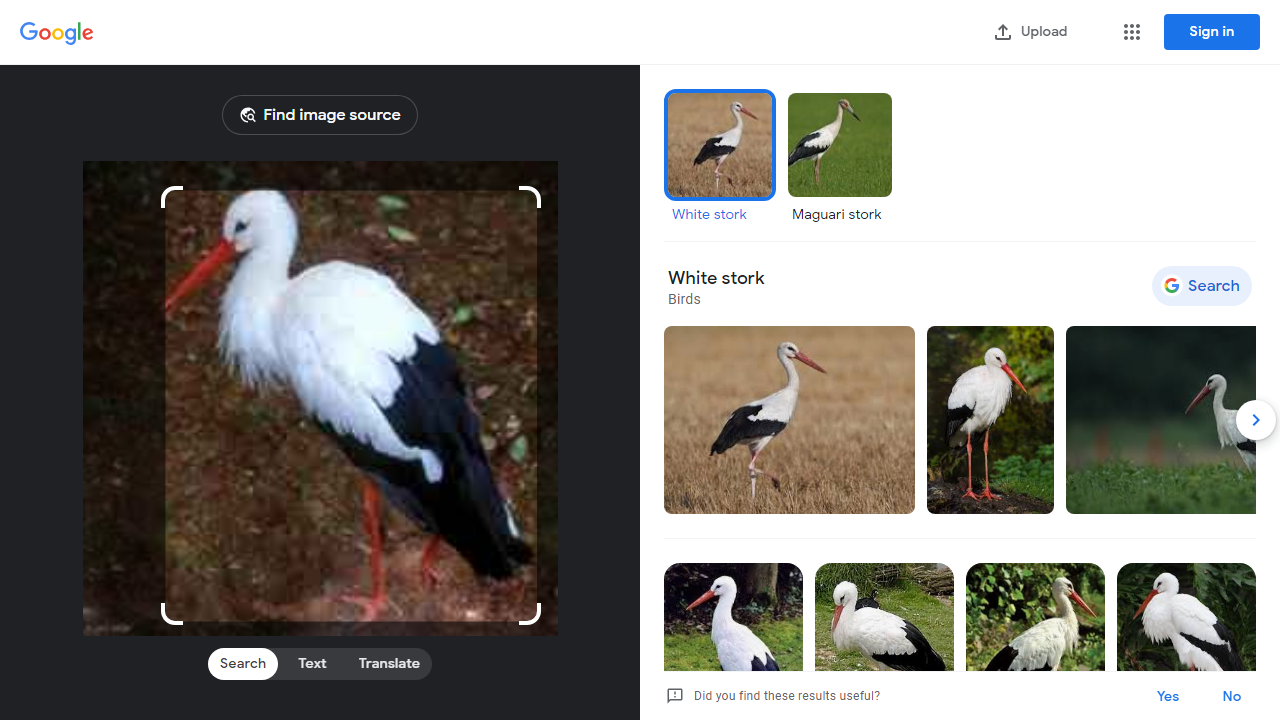 Google
Upload
Sign in
Find image source
White stork
Maguari stork
White stork
Birds
Search
Search
Text
Translate
Did you find these results useful?
Yes
No